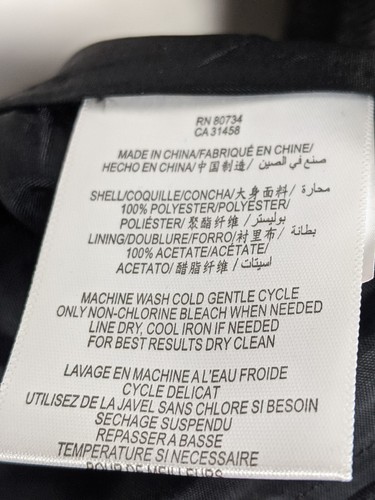 RN 80734
CA 31458
MADE IN CHINA/FABRIQUÉ EN CHINE/
HECHO EN CHINA/中国制造/ صنع في الصين
SHELL/COQUILLE/CONCHA/大身面料/ محارة/
100% POLYESTER/POLYESTER/
POLIÉSTER/ 聚酯纤维 / بوليستر/
LINING/DOUBLURE/FORRO/衬里布/ بطانة/
100% ACETATE/ACÉTATE/
ACETATO/醋脂纤维 / اسيتات/
MACHINE WASH COLD GENTLE CYCLE
ONLY NON-CHLORINE BLEACH WHEN NEEDED
LINE DRY, COOL IRON IF NEEDED
FOR BEST RESULTS DRY CLEAN
LAVAGE EN MACHINE A L'EAU FROIDE
CYCLE DELICAT
UTILISEZ DE LA JAVEL SANS CHLORE SI BESOIN
SECHAGE SUSPENDU
REPASSER A BASSE
TEMPERATURE SI NECESSAIRE
POUR DE MEILLEURS